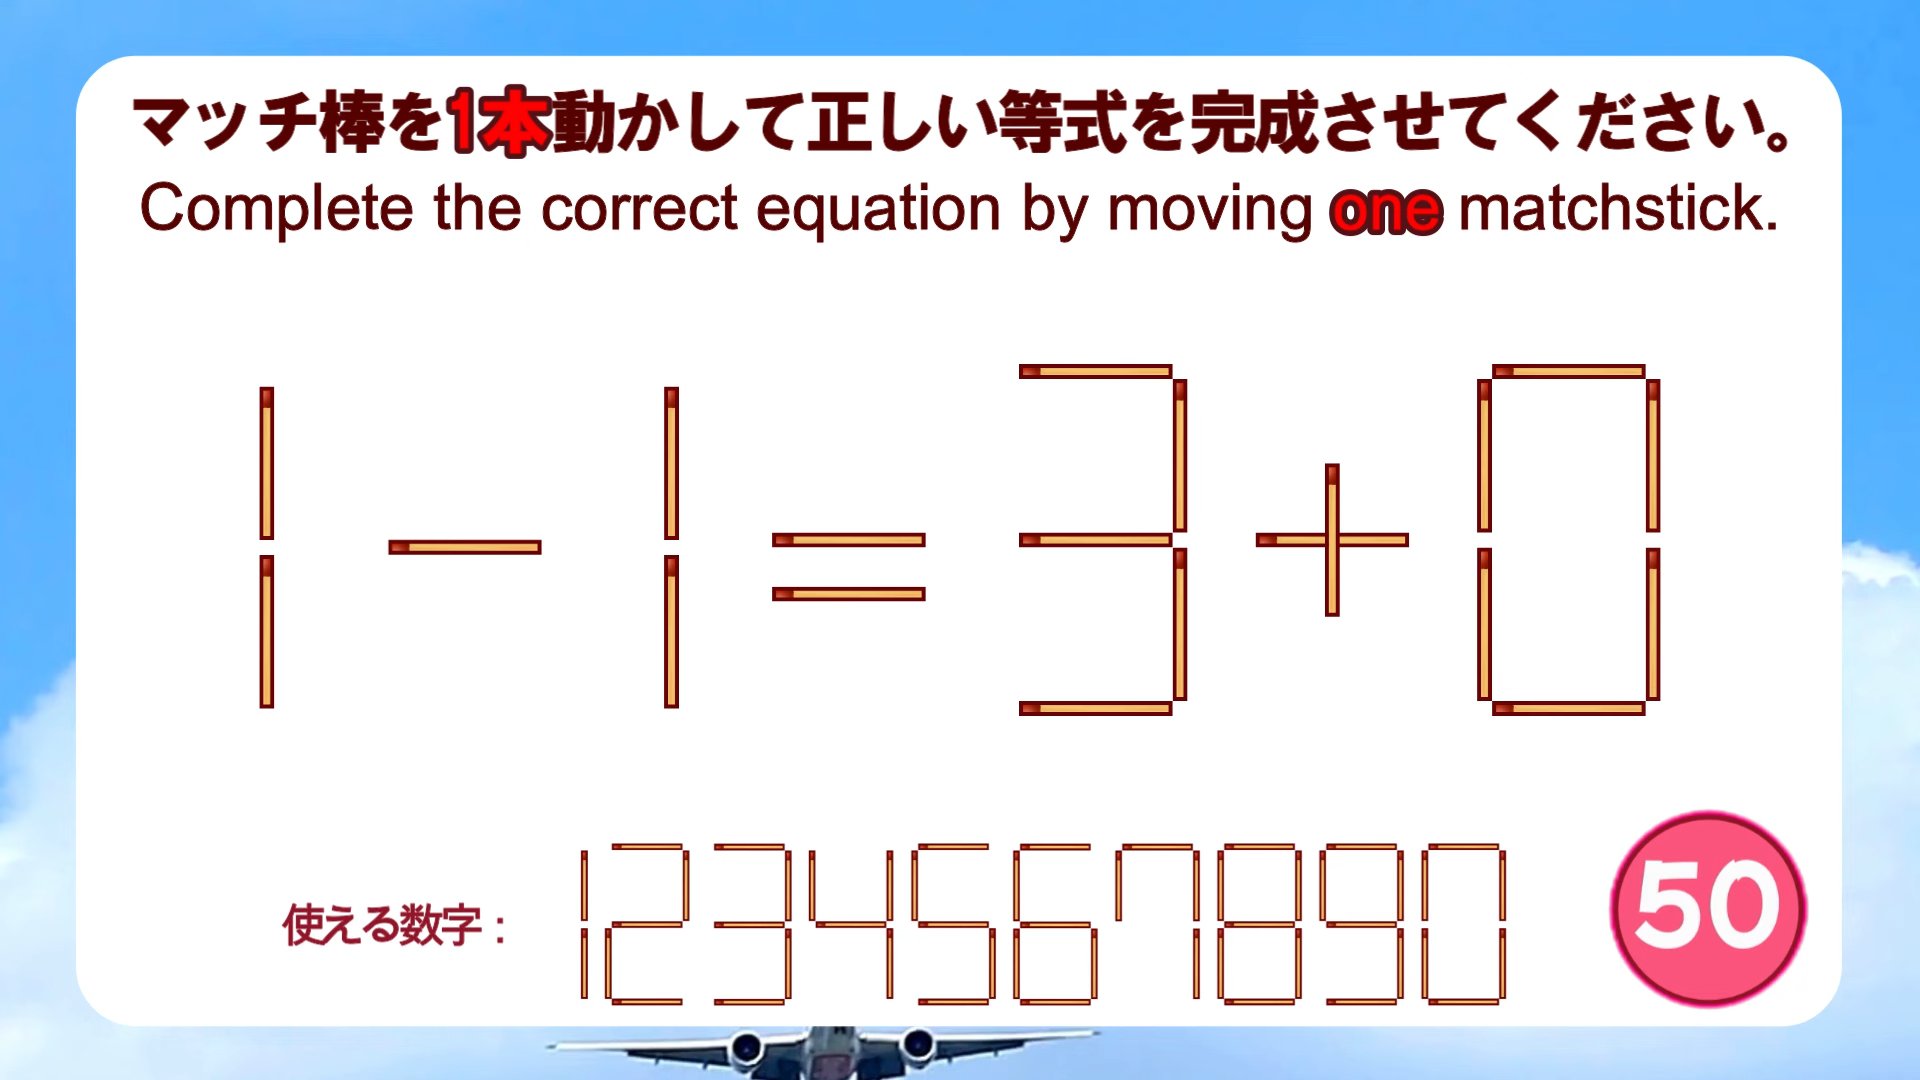 マッチ棒を1本動かして正しい等式を完成させてください。
Complete the correct equation by moving one matchstick.
1-1=3+0
使える数字：1234567890
50